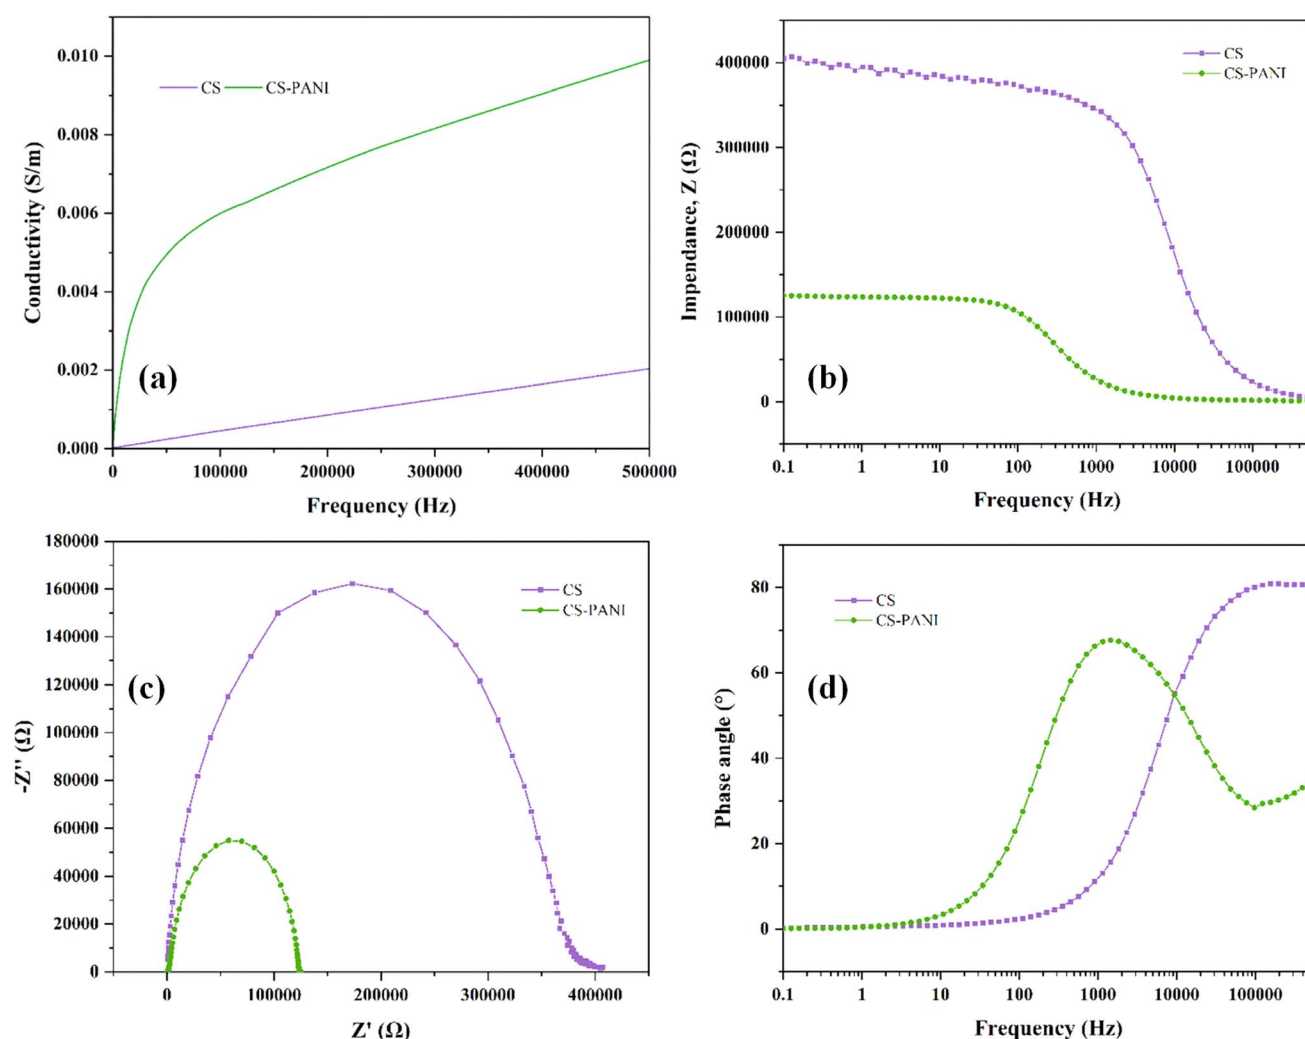 0.010
0.008
0.006
0.004
0.002
0.000
Conductivity (S/m)
CS CS-PANI
(a)
0 100000 200000 300000 400000 500000
Frequency (Hz)
400000
300000
200000
100000
0
Impendance, Z (Ω)
CS
CS-PANI
(b)
0.1 1 10 100 1000 10000 100000
Frequency (Hz)
180000
160000
140000
120000
100000
80000
60000
40000
20000
0
-Z'' (Ω)
CS
CS-PANI
(c)
0 100000 200000 300000 400000
Z' (Ω)
80
60
40
20
0
Phase angle (°)
CS
CS-PANI
(d)
0.1 1 10 100 1000 10000 100000
Frequency (Hz)